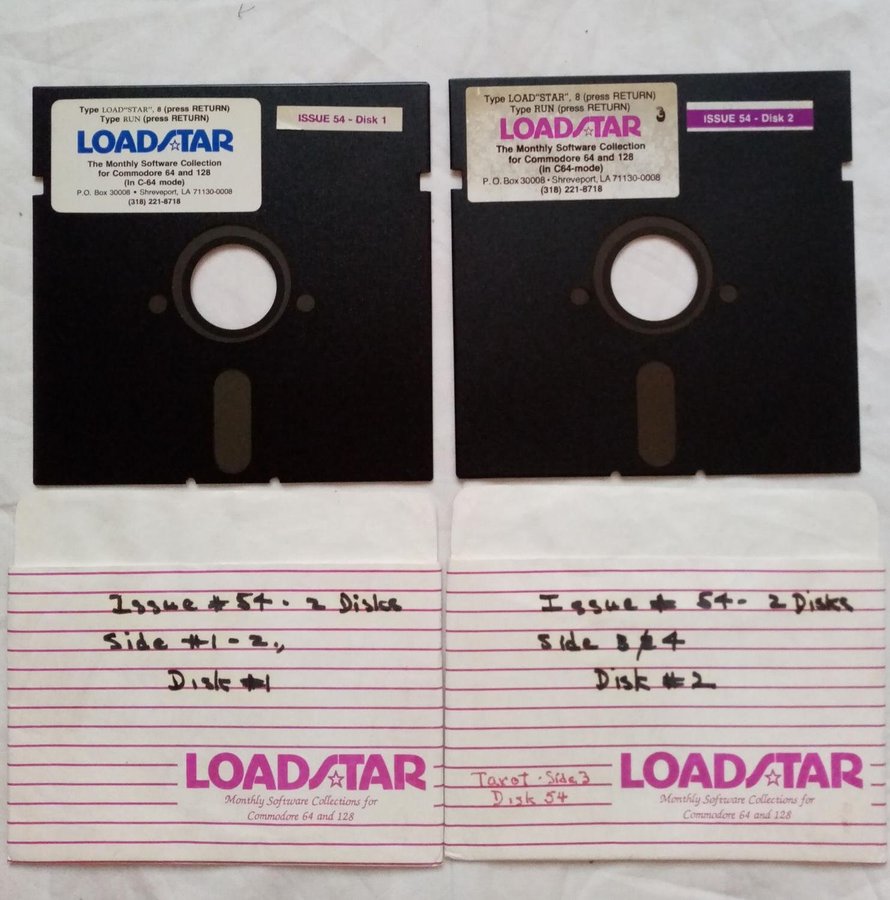 Type LOAD"STAR", 8 (press RETURN)
Type RUN (press RETURN)
LOADSTAR
The Monthly Software Collection
for Commodore 64 and 128
(in C-64 mode)
P.O. Box 30008 • Shreveport, LA 71130-0008
(318) 221-8718
ISSUE 54 - Disk 1
Type LOAD"STAR", 8 (press RETURN)
Type RUN (press RETURN)
3
LOADSTAR
The Monthly Software Collection
for Commodore 64 and 128
(in C64-mode)
P.O. Box 30008 • Shreveport, LA 71130-0008
(318) 221-8718
ISSUE 54 - Disk 2
Issue # 54 - 2 Disks
Side #1-2,,
Disk #1
LOADSTAR
Monthly Software Collections for
Commodore 64 and 128
Issue # 54 - 2 Disks
Side 3 & 4
Disk #2
Tarot - Side 3
Disk 54
LOADSTAR
Monthly Software Collections for
Commodore 64 and 128